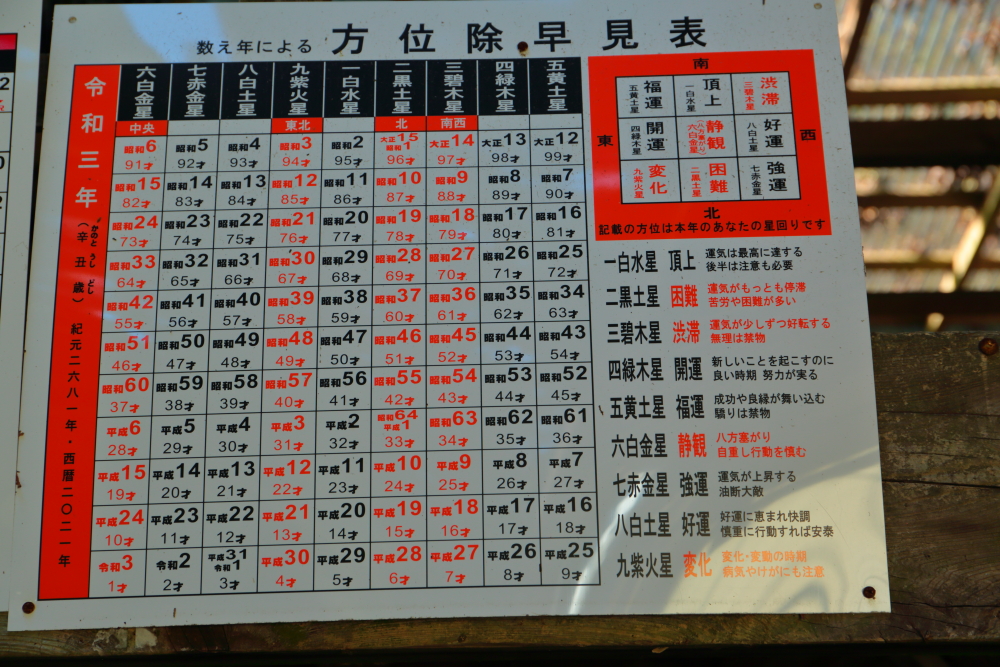 数え年による 方位除早見表
令和三年（辛丑歳） かのとうしどし 紀元二六八一年・西暦二〇二一年
六白金星 七赤金星 八白土星 九紫火星 一白水星 二黒土星 三碧木星 四緑木星 五黄土星
中央 東北 北 南西
昭和6 昭和5 昭和4 昭和3 昭和2 大正15 昭和1 大正14 大正13 大正12
91才 92才 93才 94才 95才 96才 97才 98才 99才
昭和15 昭和14 昭和13 昭和12 昭和11 昭和10 昭和9 昭和8 昭和7
82才 83才 84才 85才 86才 87才 88才 89才 90才
昭和24 昭和23 昭和22 昭和21 昭和20 昭和19 昭和18 昭和17 昭和16
73才 74才 75才 76才 77才 78才 79才 80才 81才
昭和33 昭和32 昭和31 昭和30 昭和29 昭和28 昭和27 昭和26 昭和25
64才 65才 66才 67才 68才 69才 70才 71才 72才
昭和42 昭和41 昭和40 昭和39 昭和38 昭和37 昭和36 昭和35 昭和34
55才 56才 57才 58才 59才 60才 61才 62才 63才
昭和51 昭和50 昭和49 昭和48 昭和47 昭和46 昭和45 昭和44 昭和43
46才 47才 48才 49才 50才 51才 52才 53才 54才
昭和60 昭和59 昭和58 昭和57 昭和56 昭和55 昭和54 昭和53 昭和52
37才 38才 39才 40才 41才 42才 43才 44才 45才
平成6 平成5 平成4 平成3 平成2 昭和64 平成1 昭和63 昭和62 昭和61
28才 29才 30才 31才 32才 33才 34才 35才 36才
平成15 平成14 平成13 平成12 平成11 平成10 平成9 平成8 平成7
19才 20才 21才 22才 23才 24才 25才 26才 27才
平成24 平成23 平成22 平成21 平成20 平成19 平成18 平成17 平成16
10才 11才 12才 13才 14才 15才 16才 17才 18才
令和3 令和2 平成31 令和1 平成30 平成29 平成28 平成27 平成26 平成25
1才 2才 3才 4才 5才 6才 7才 8才 9才
南
福運 五黄土星 頂上 一白水星 渋滞 三碧木星
東 開運 四緑木星 静観 (八方塞がり) 六白金星 好運 八白土星 西
変化 九紫火星 困難 二黒土星 強運 七赤金星
北
記載の方位は本年のあなたの星回りです
一白水星 頂上 運気は最高に達する
後半は注意も必要
二黒土星 困難 運気がもっとも停滞
苦労や困難が多い
三碧木星 渋滞 運気が少しずつ好転する
無理は禁物
四緑木星 開運 新しいことを起こすのに
良い時期 努力が実る
五黄土星 福運 成功や良縁が舞い込む
驕りは禁物
六白金星 静観 八方塞がり
自重し行動を慎む
七赤金星 強運 運気が上昇する
油断大敵
八白土星 好運 好運に恵まれ快調
慎重に行動すれば安泰
九紫火星 変化 変化・変動の時期
病気やけがにも注意